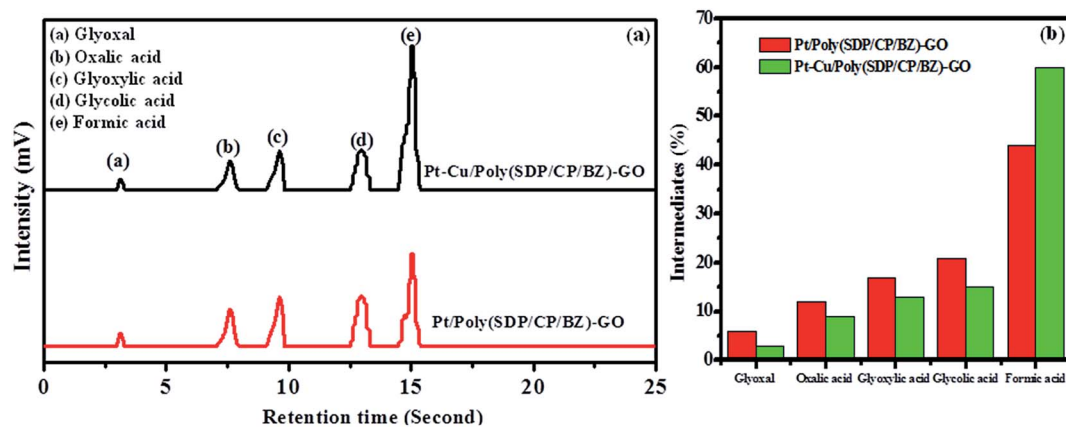 (a) Glyoxal
(b) Oxalic acid
(c) Glyoxylic acid
(d) Glycolic acid
(e) Formic acid
(e)
(a)
(a)
(b)
(c)
(d)
Pt-Cu/Poly(SDP/CP/BZ)-GO
Pt/Poly(SDP/CP/BZ)-GO
Intensity (mV)
0 5 10 15 20 25
Retention time (Second)
(b)
Pt/Poly(SDP/CP/BZ)-GO
Pt-Cu/Poly(SDP/CP/BZ)-GO
Intermediates (%)
70
60
50
40
30
20
10
0
Glyoxal Oxalic acid Glyoxylic acid Glycolic acid Formic acid